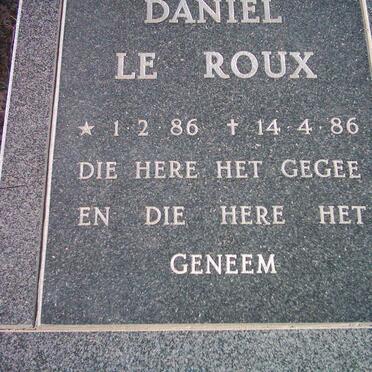 DANIEL
LE ROUX
★ 1·2·86 ✝ 14·4·86
DIE HERE HET GEGEE
EN DIE HERE HET
GENEEM